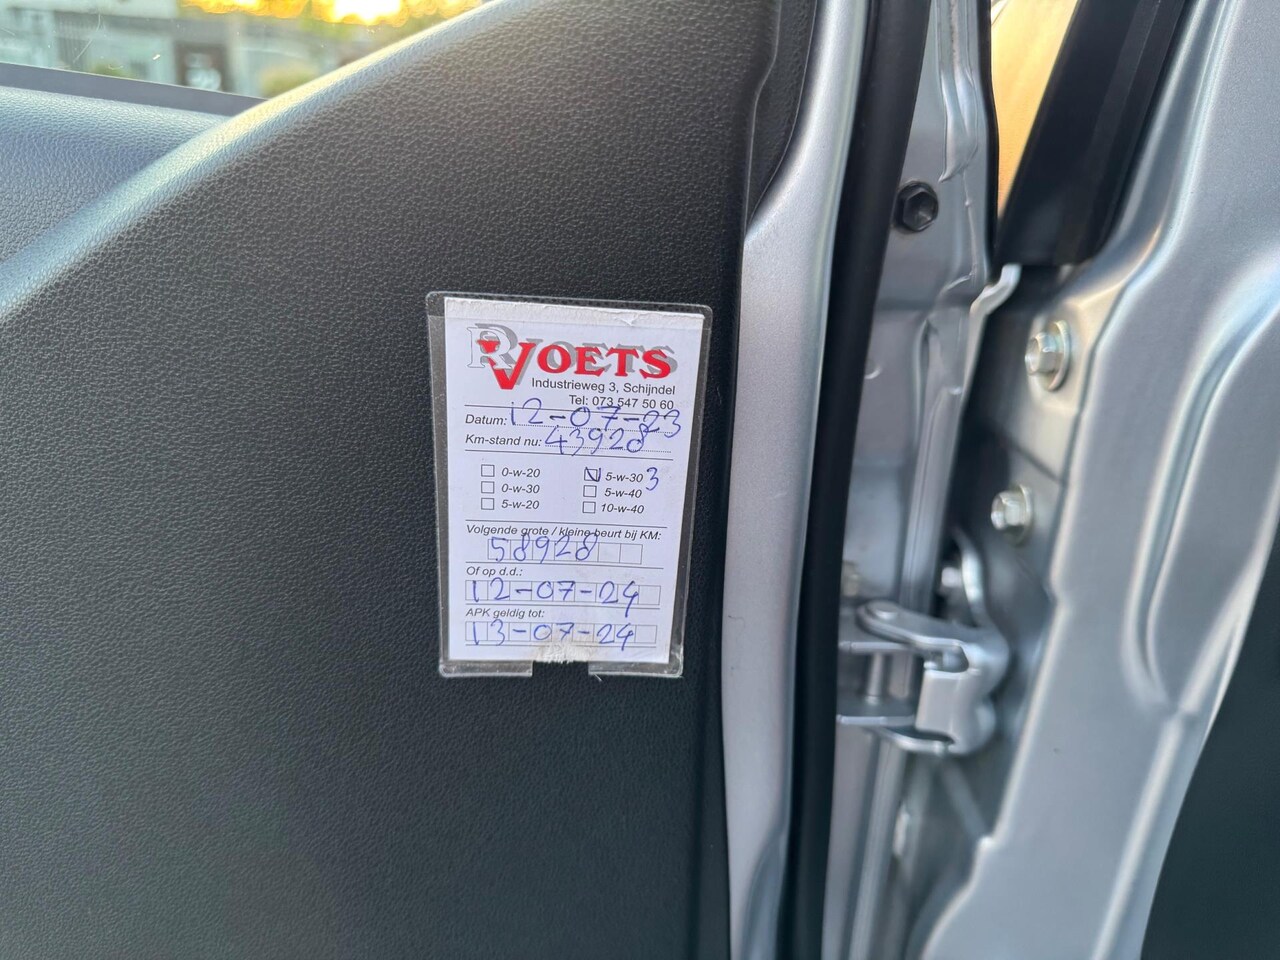 R VOETS
Industrieweg 3, Schijndel
Tel: 073 547 50 60
Datum: 12-07-23
Km-stand nu: 43928
0-w-20
5-w-30 3
0-w-30
5-w-40
5-w-20
10-w-40
Volgende grote / kleine beurt bij KM:
58928
Of op d.d.:
12-07-24
APK geldig tot:
13-07-24